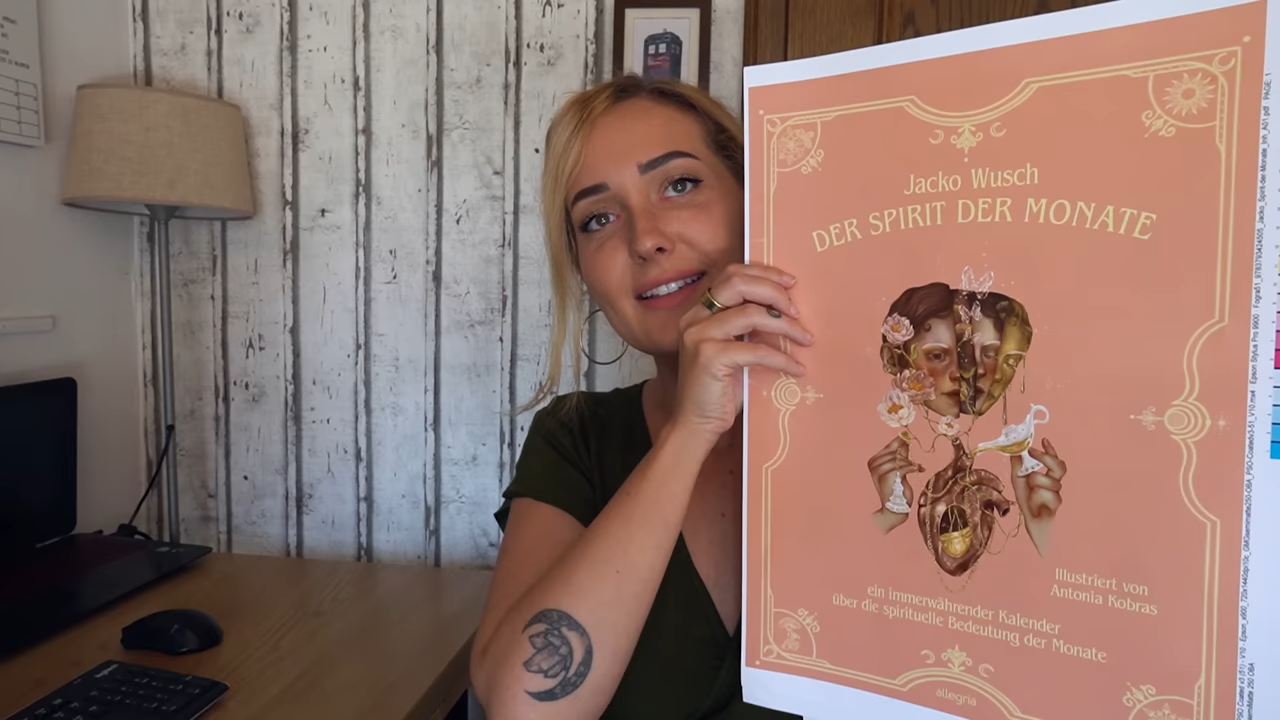 Jacko Wusch
DER SPIRIT DER MONATE
Illustriert von
Antonia Kobras
ein immerwährender Kalender
über die spirituelle Bedeutung der Monate
allegria